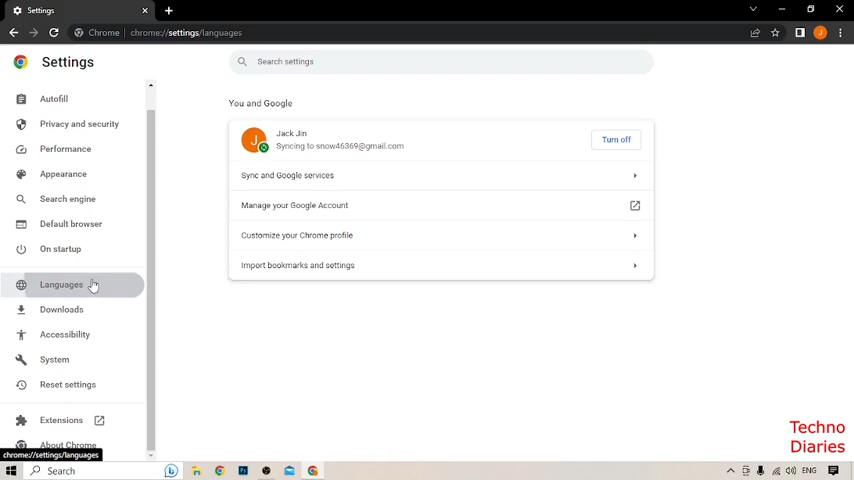 Settings
Chrome
chrome://settings/languages
J
Settings
Search settings
Autofill
Privacy and security
Performance
Appearance
Search engine
Default browser
On startup
Languages
Downloads
Accessibility
System
Reset settings
Extensions
About Chrome
You and Google
J
Jack Jin
Syncing to snow46369@gmail.com
Turn off
Sync and Google services
Manage your Google Account
Customize your Chrome profile
Import bookmarks and settings
Techno
Diaries
chrome://settings/languages
Search
Ps
ENG